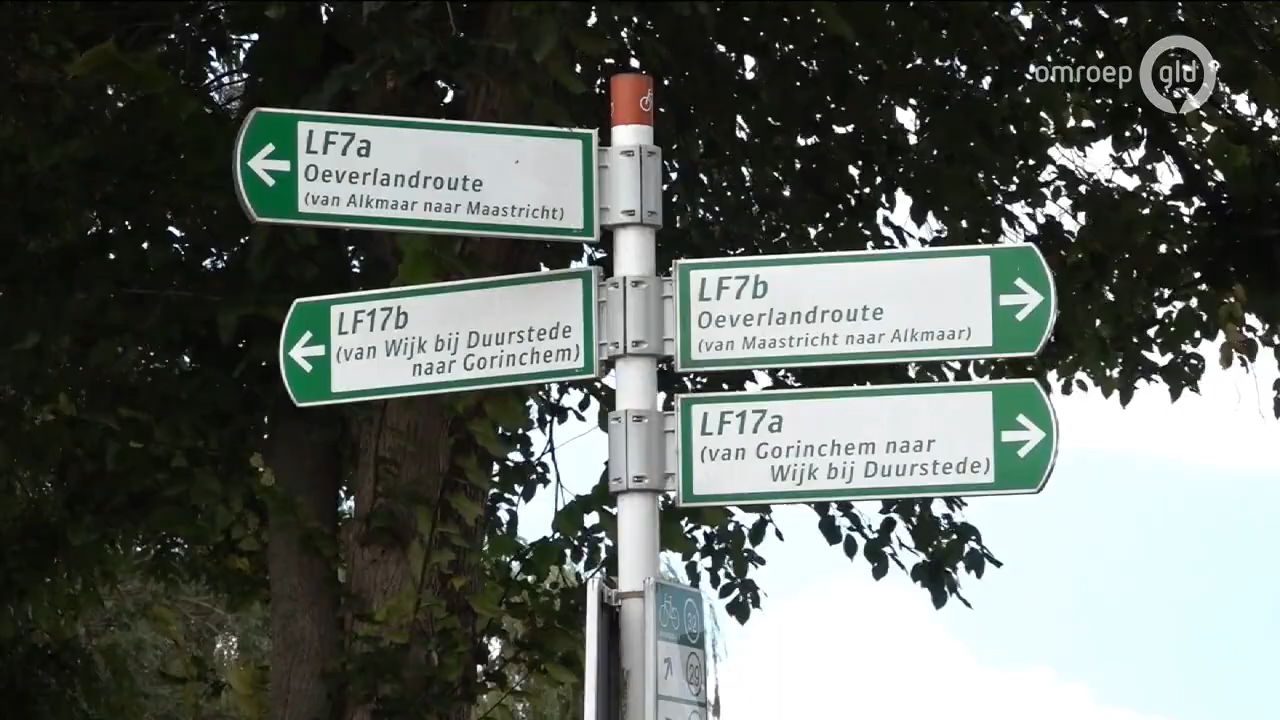 omroep gld
LF7a
Oeverlandroute
(van Alkmaar naar Maastricht)
LF17b
(van Wijk bij Duurstede
naar Gorinchem)
LF7b
Oeverlandroute
(van Maastricht naar Alkmaar)
LF17a
(van Gorinchem naar
Wijk bij Duurstede)
29